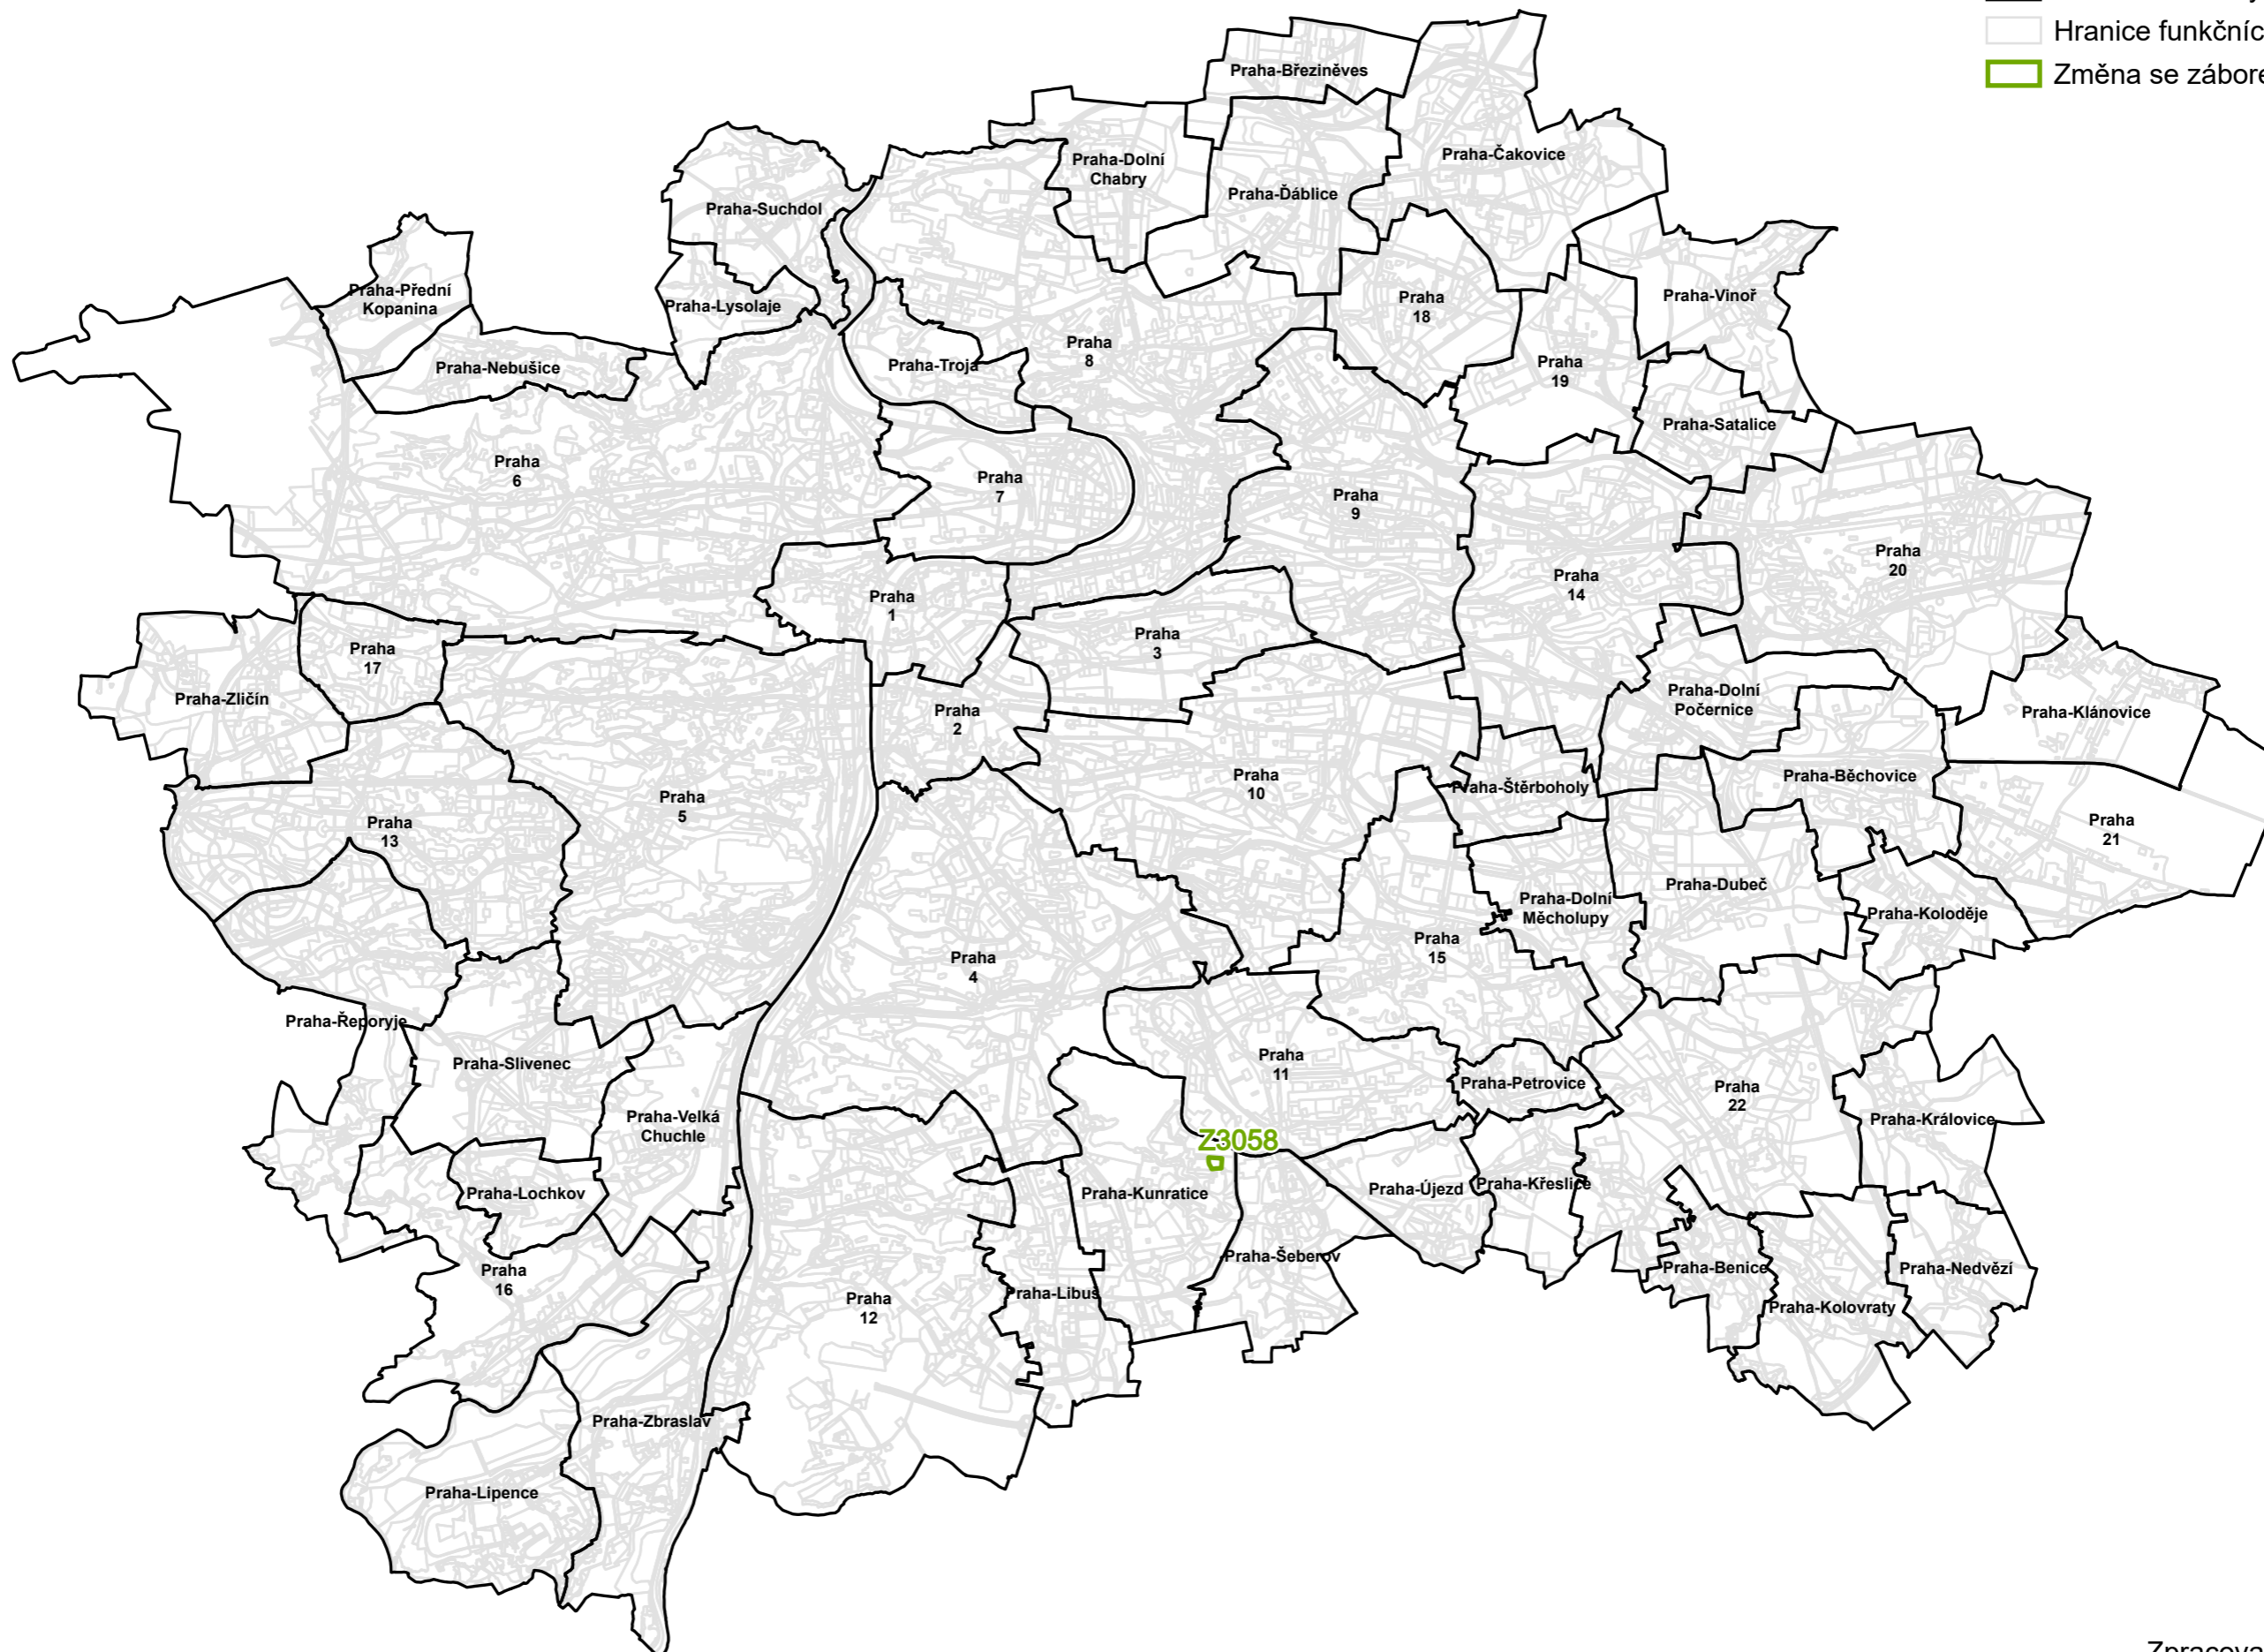 Hranice funkčníc
Změna se zábore
Praha-Březiněves
Praha-Čakovice
Praha-Dolní
Chabry
Praha-Ďáblice
Praha-Suchdol
Praha-Přední
Kopanina
Praha-Lysolaje
Praha
18
Praha-Vinoř
Praha-Nebušice
Praha-Troja
Praha
8
Praha
19
Praha-Satalice
Praha
6
Praha
7
Praha
9
Praha
20
Praha
14
Praha
1
Praha
3
Praha
17
Praha-Zličín
Praha
2
Praha-Dolní
Počernice
Praha-Klánovice
Praha
5
Praha
10
Praha-Štěrboholy
Praha-Běchovice
Praha
13
Praha
21
Praha-Dubeč
Praha-Dolní
Měcholupy
Praha-Koloděje
Praha
15
Praha
4
Praha-Řeporyje
Praha-Slivenec
Praha
11
Praha-Petrovice
Praha
22
Praha-Velká
Chuchle
Praha-Královice
Z3058
Praha-Lochkov
Praha-Kunratice
Praha-Újezd
Praha-Křeslice
Praha-Šeberov
Praha
16
Praha-Libuš
Praha
12
Praha-Benice
Praha-Nedvězí
Praha-Kolovraty
Praha-Zbraslav
Praha-Lipence
Zpracova